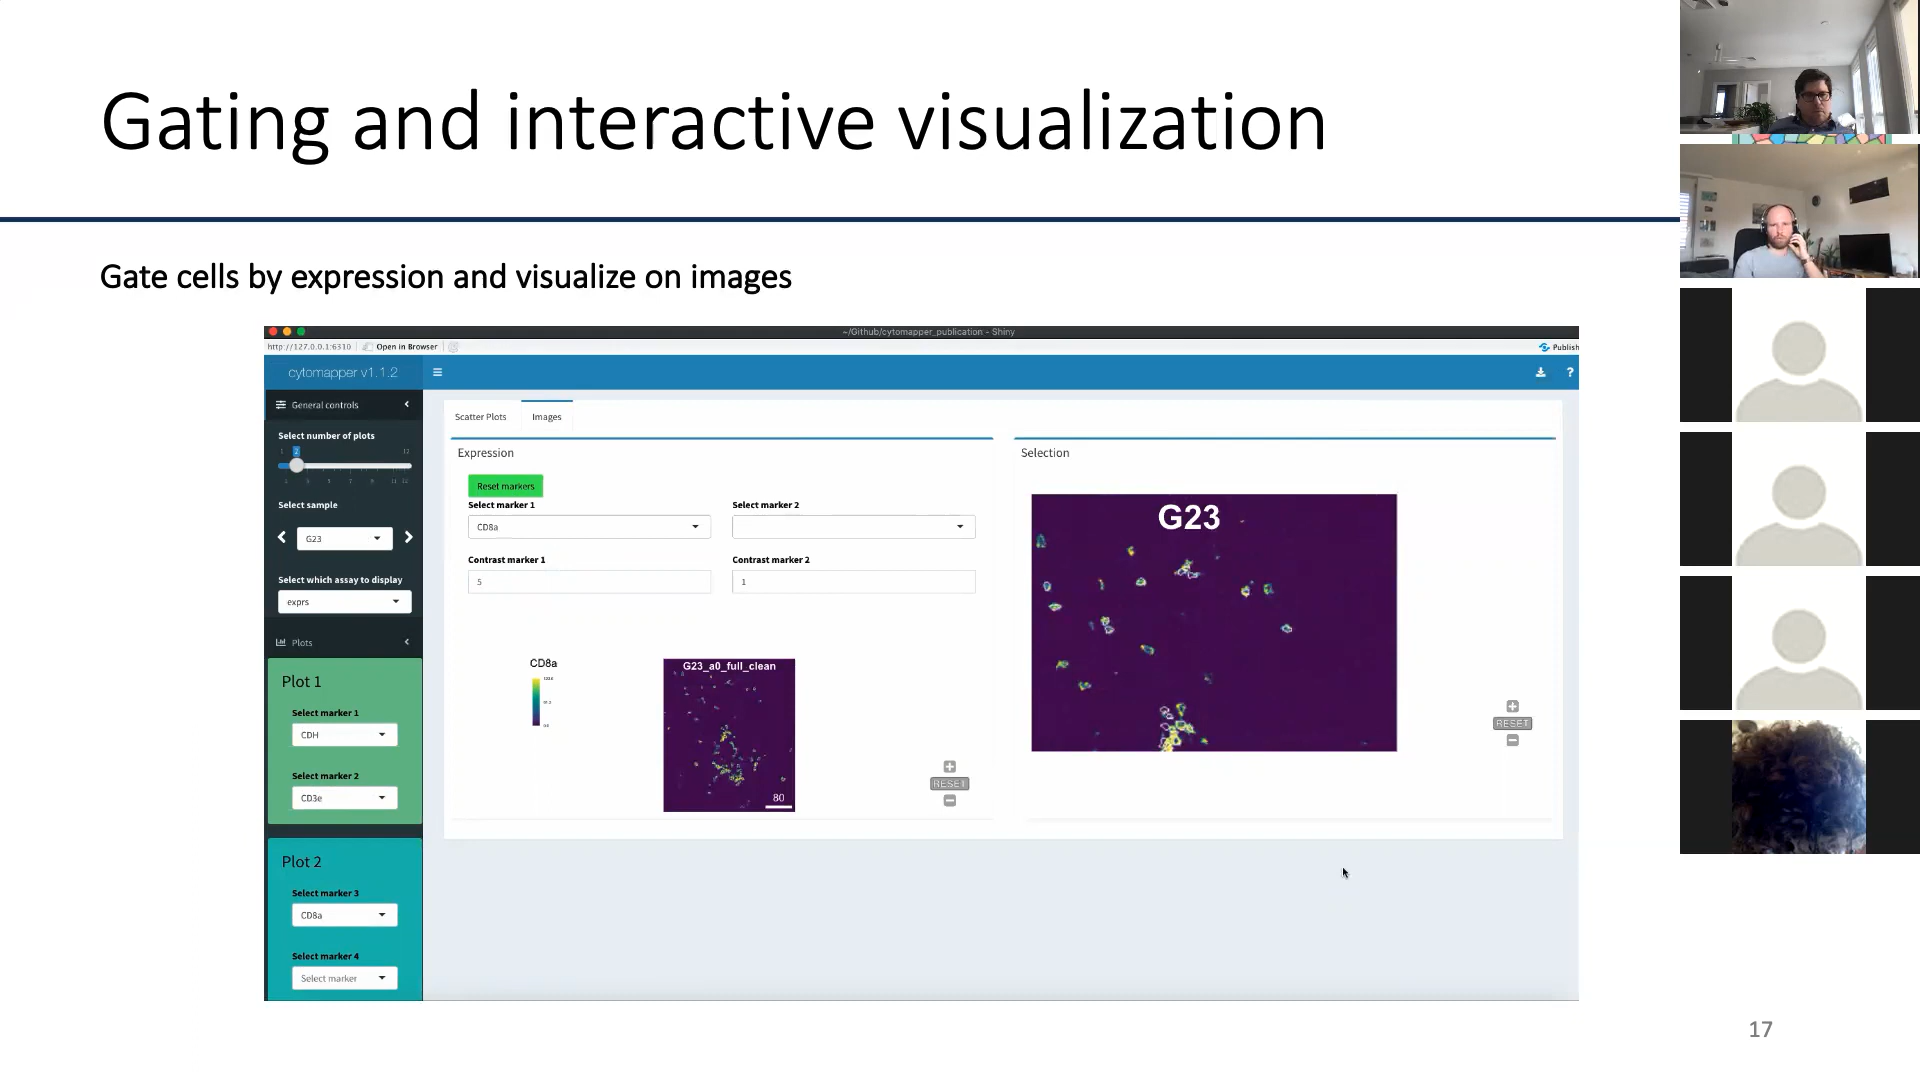 Gating and interactive visualization
Gate cells by expression and visualize on images
~/Github/cytomapper_publication - Shiny
http://127.0.0.1:6310
Open in Browser
Publish
cytomapper v1.1.2
?
General controls
Select number of plots
1 2 12
Select sample
G23
Select which assay to display
exprs
Plots
Plot 1
Select marker 1
CDH
Select marker 2
CD3e
Plot 2
Select marker 3
CD8a
Select marker 4
Select marker
Scatter Plots
Images
Expression
Reset markers
Select marker 1
CD8a
Select marker 2
Contrast marker 1
5
Contrast marker 2
1
CD8a
G23_a0_full_clean
80
RESET
Selection
G23
RESET
17